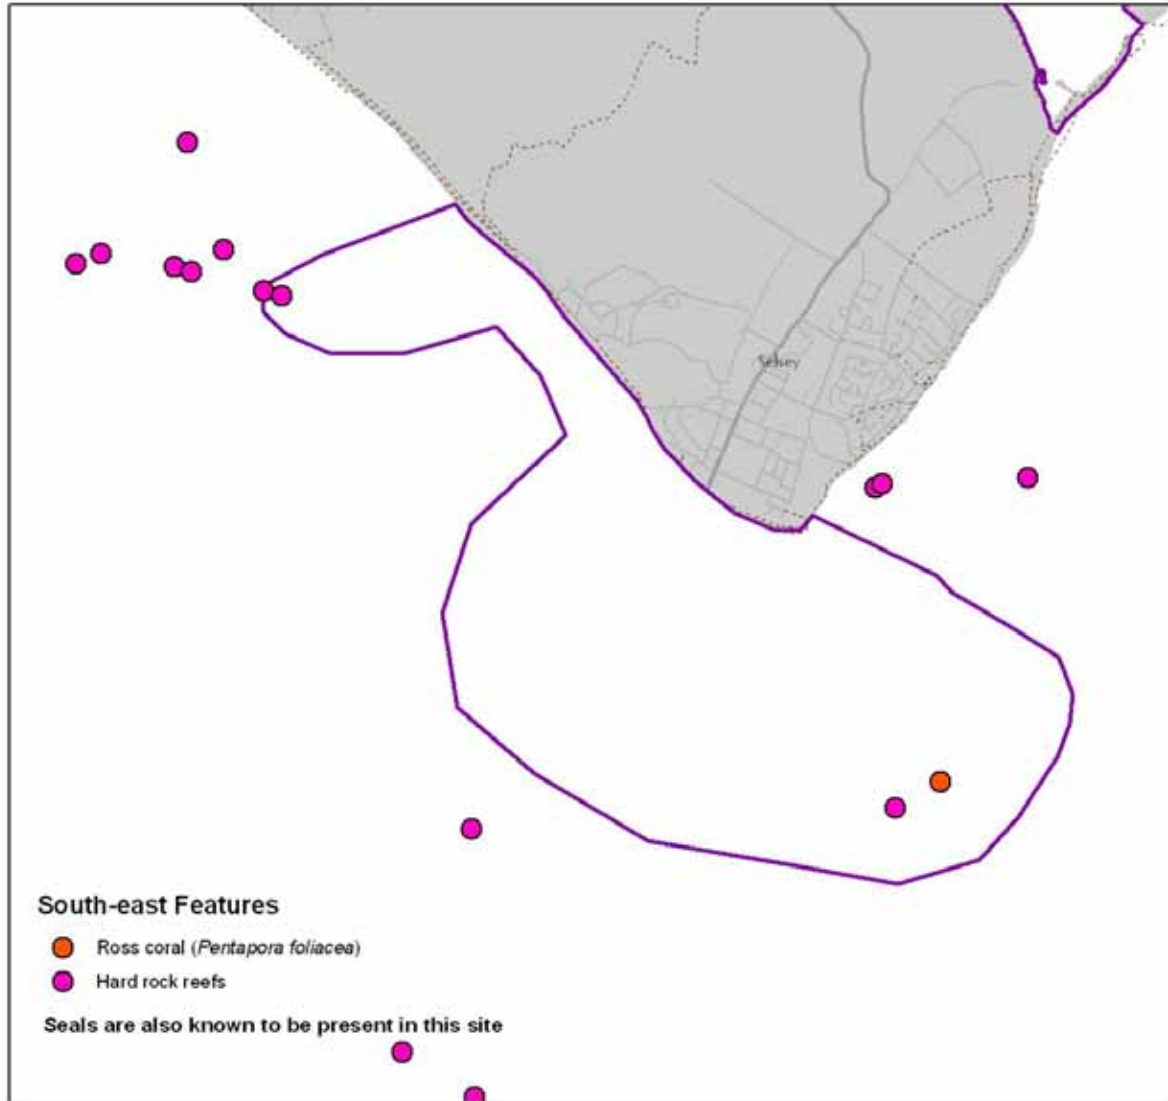 Selsey
South-east Features
Ross coral (Pentapora foliacea)
Hard rock reefs
Seals are also known to be present in this site